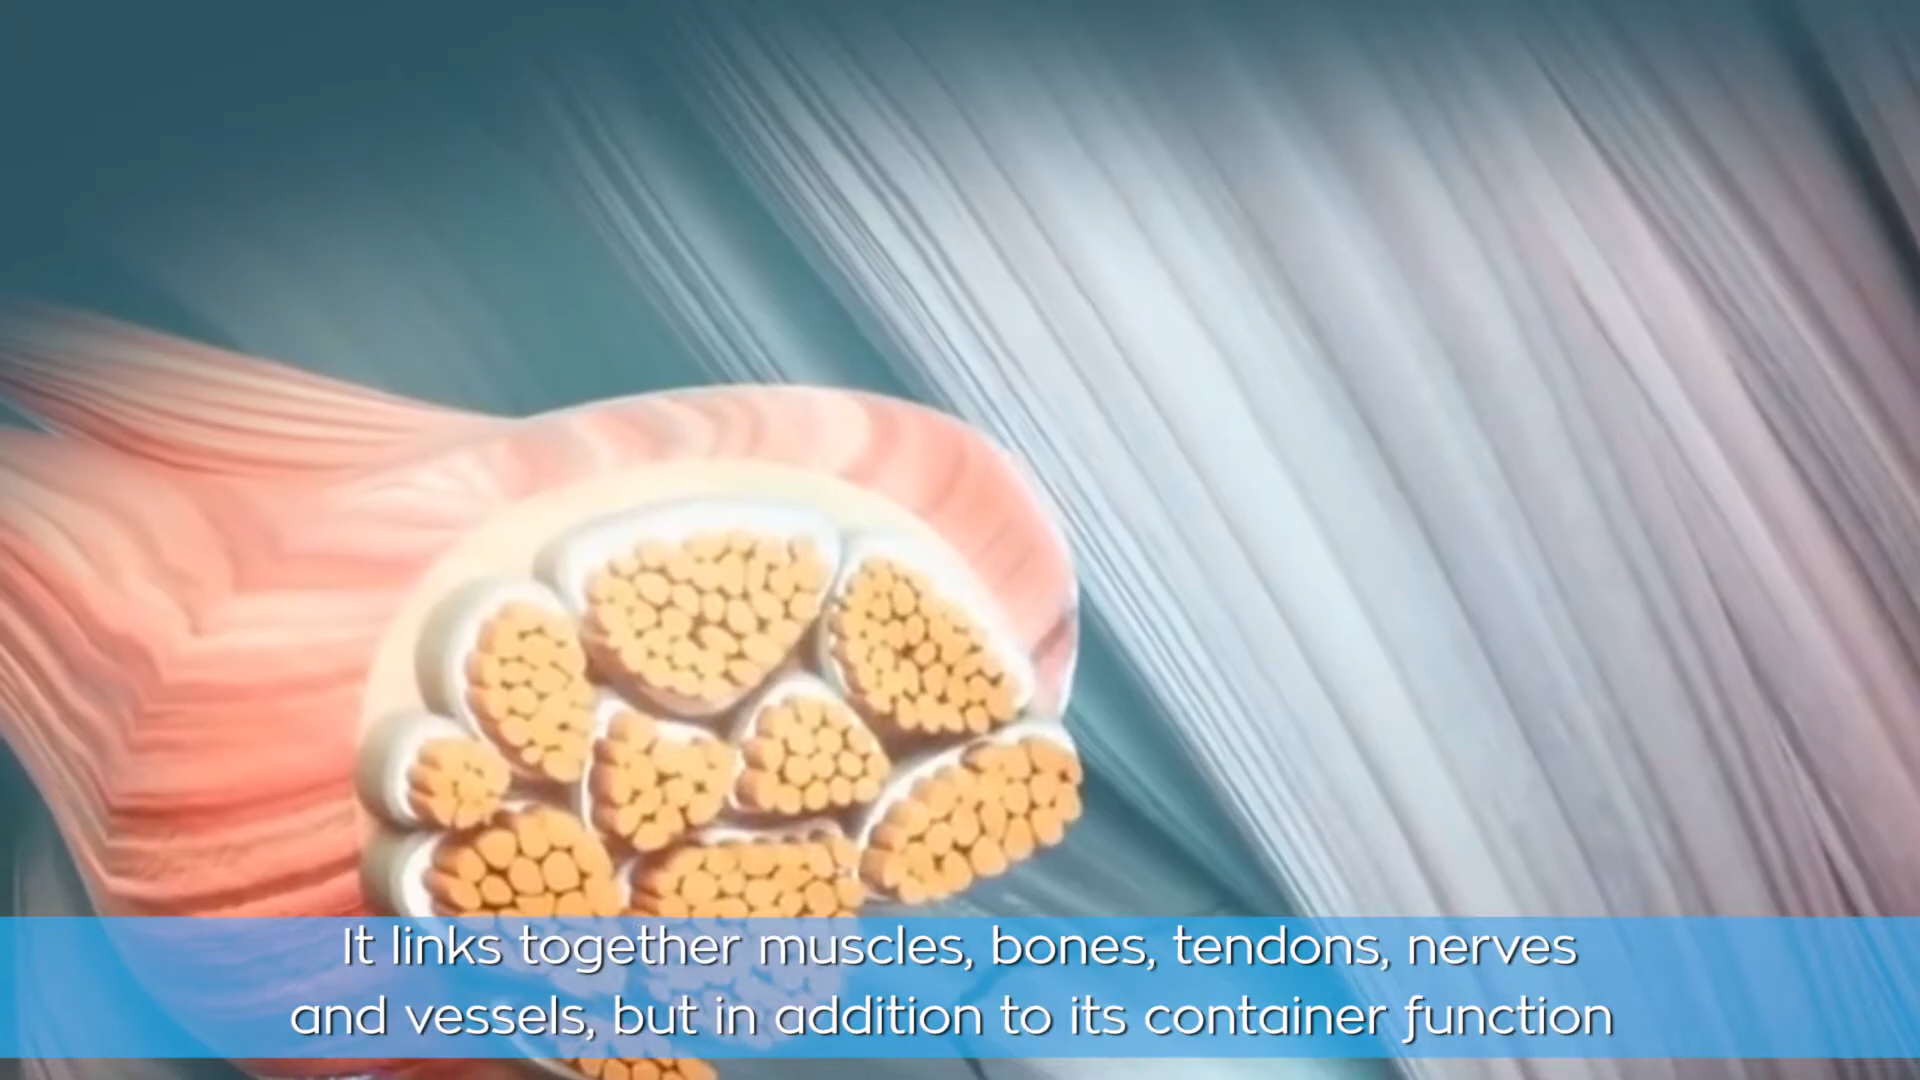 It links together muscles, bones, tendons, nerves
and vessels, but in addition to its container function